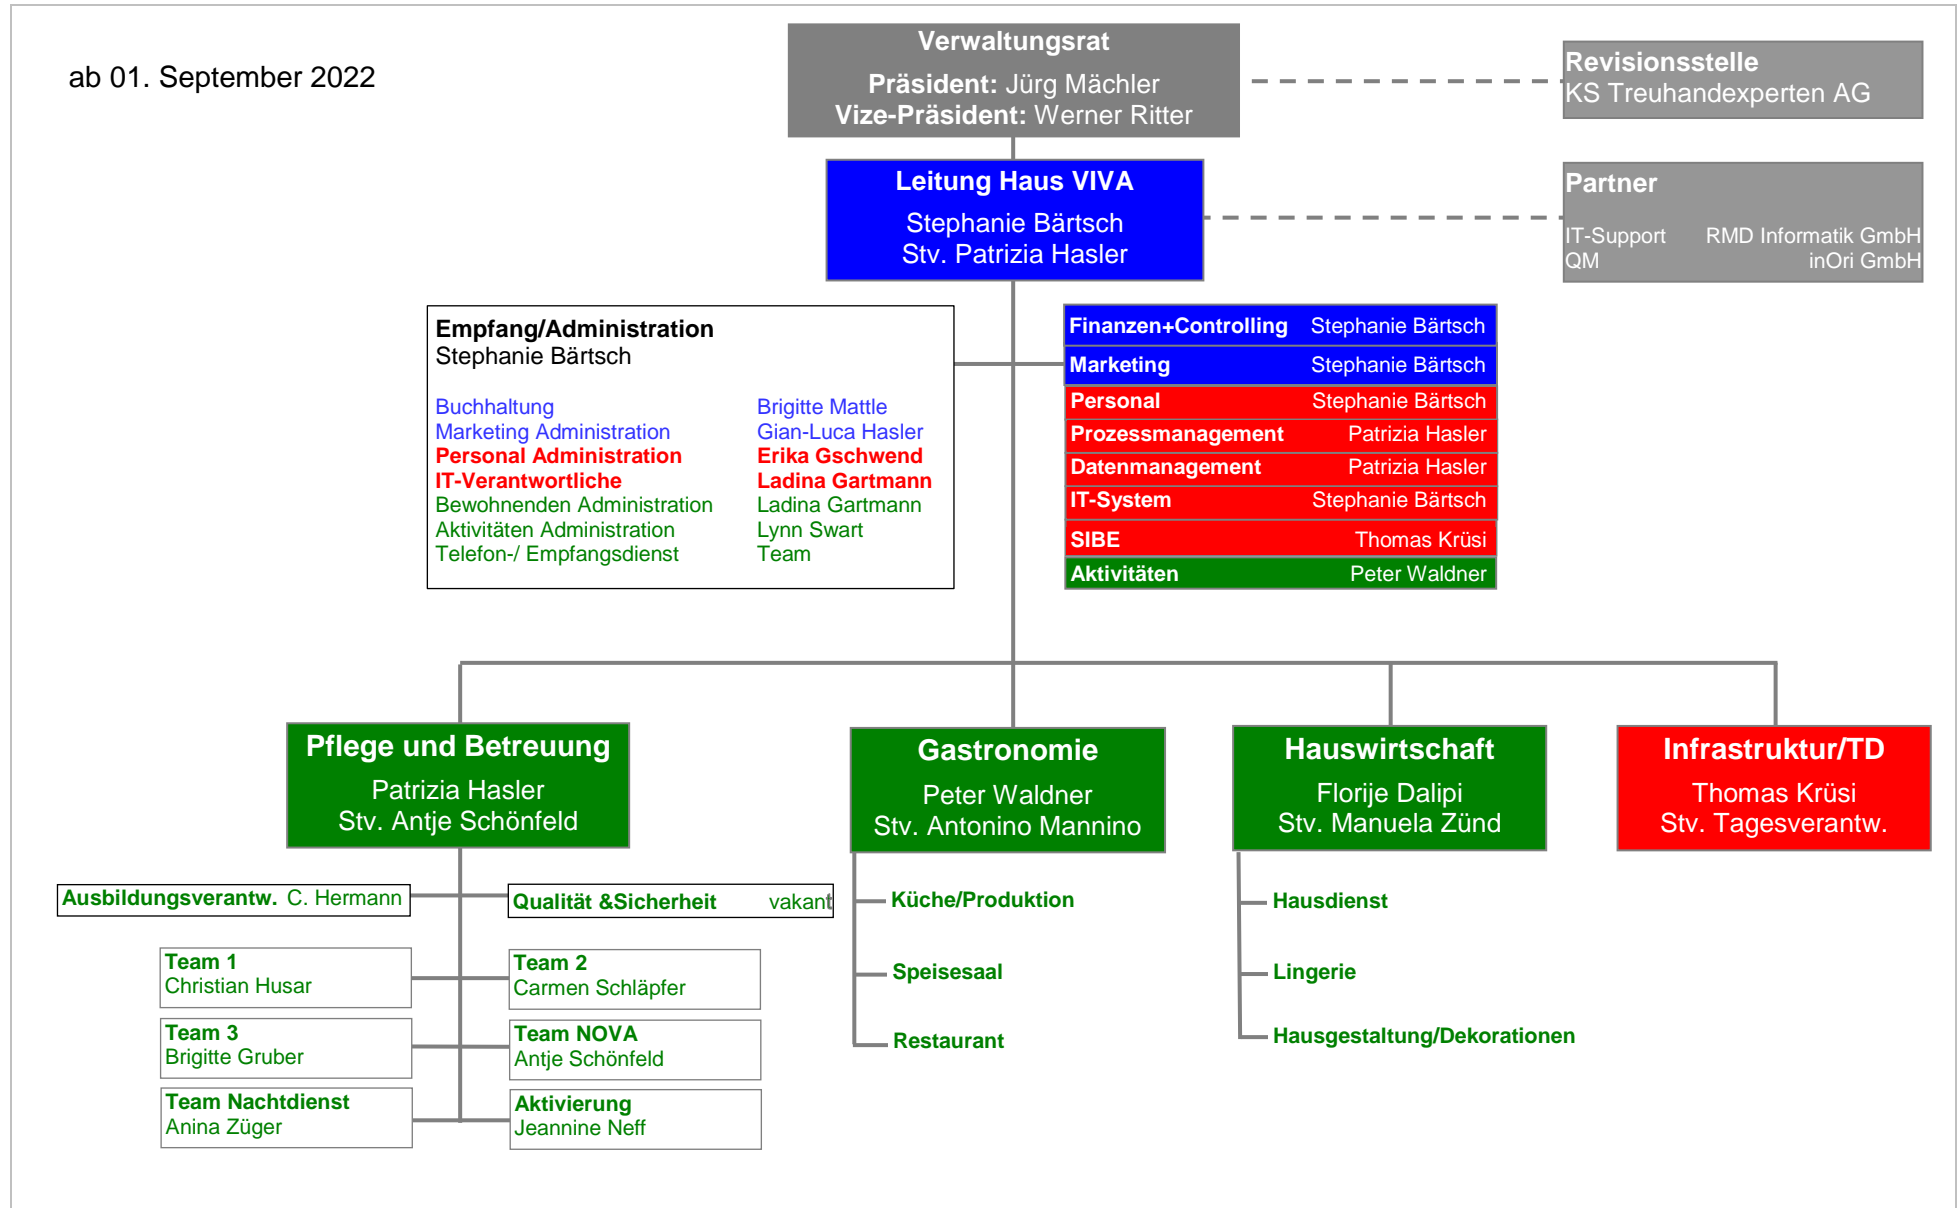 ab 01. September 2022
Verwaltungsrat
Präsident: Jürg Mächler
Vize-Präsident: Werner Ritter
Revisionsstelle
KS Treuhandexperten AG
Leitung Haus VIVA
Stephanie Bärtsch
Stv. Patrizia Hasler
Partner
IT-Support RMD Informatik GmbH
QM inOri GmbH
Empfang/Administration
Stephanie Bärtsch
Buchhaltung Brigitte Mattle
Marketing Administration Gian-Luca Hasler
Personal Administration Erika Gschwend
IT-Verantwortliche Ladina Gartmann
Bewohnenden Administration Ladina Gartmann
Aktivitäten Administration Lynn Swart
Telefon-/ Empfangsdienst Team
Finanzen+Controlling Stephanie Bärtsch
Marketing Stephanie Bärtsch
Personal Stephanie Bärtsch
Prozessmanagement Patrizia Hasler
Datenmanagement Patrizia Hasler
IT-System Stephanie Bärtsch
SIBE Thomas Krüsi
Aktivitäten Peter Waldner
Pflege und Betreuung
Patrizia Hasler
Stv. Antje Schönfeld
Ausbildungsverantw. C. Hermann
Qualität &Sicherheit vakant
Team 1
Christian Husar
Team 2
Carmen Schläpfer
Team 3
Brigitte Gruber
Team NOVA
Antje Schönfeld
Team Nachtdienst
Anina Züger
Aktivierung
Jeannine Neff
Gastronomie
Peter Waldner
Stv. Antonino Mannino
Küche/Produktion
Speisesaal
Restaurant
Hauswirtschaft
Florije Dalipi
Stv. Manuela Zünd
Hausdienst
Lingerie
Hausgestaltung/Dekorationen
Infrastruktur/TD
Thomas Krüsi
Stv. Tagesverantw.